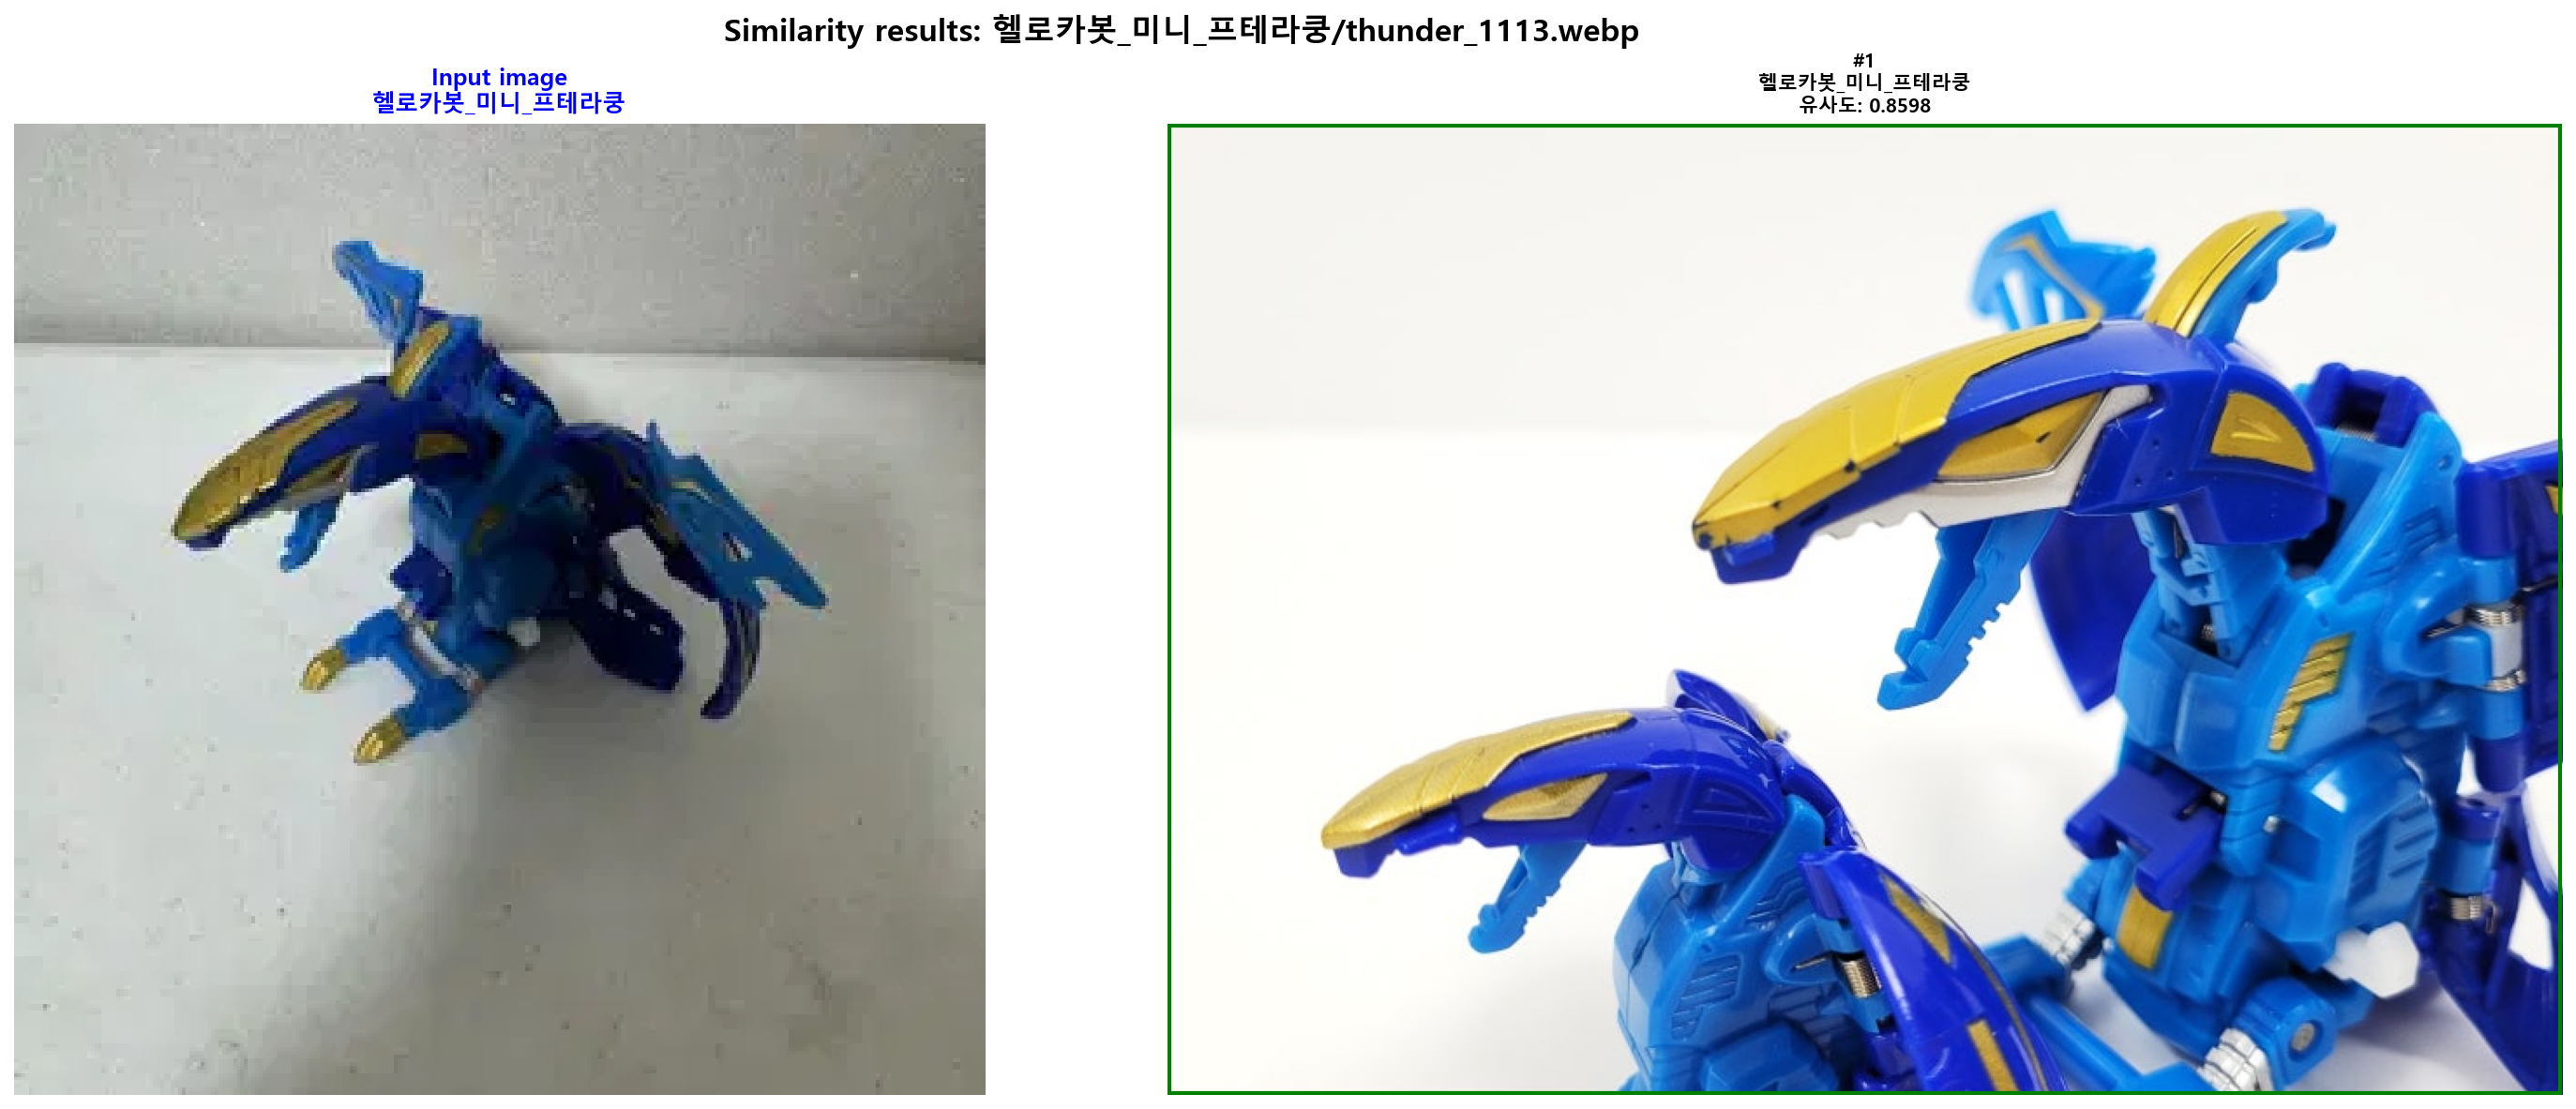 Similarity results: 헬로카봇_미니_프테라쿵/thunder_1113.webp
Input image
헬로카봇_미니_프테라쿵
#1
헬로카봇_미니_프테라쿵
유사도: 0.8598